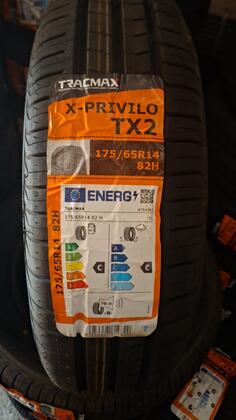 TRACMAX
X-PRIVILO
TX2
175/65R14
82H
175/65R14 82H
ENERG
TRACMAX
175/65R14 82 H
A
C
A
C